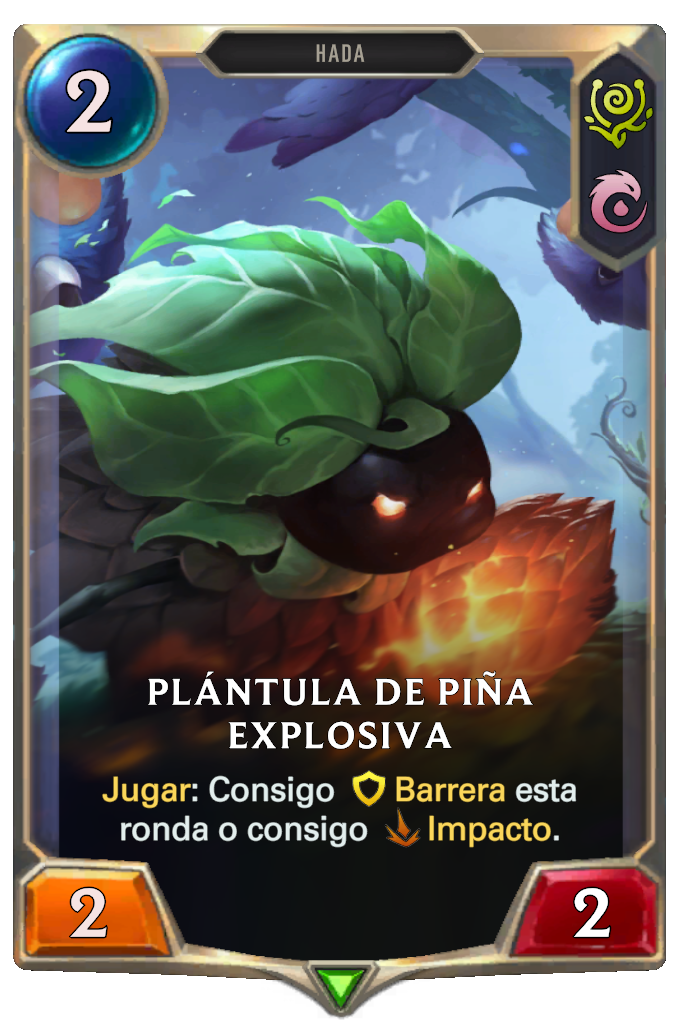 2
HADA
PLÁNTULA DE PIÑA
EXPLOSIVA
Jugar: Consigo Barrera esta
ronda o consigo Impacto.
2
2